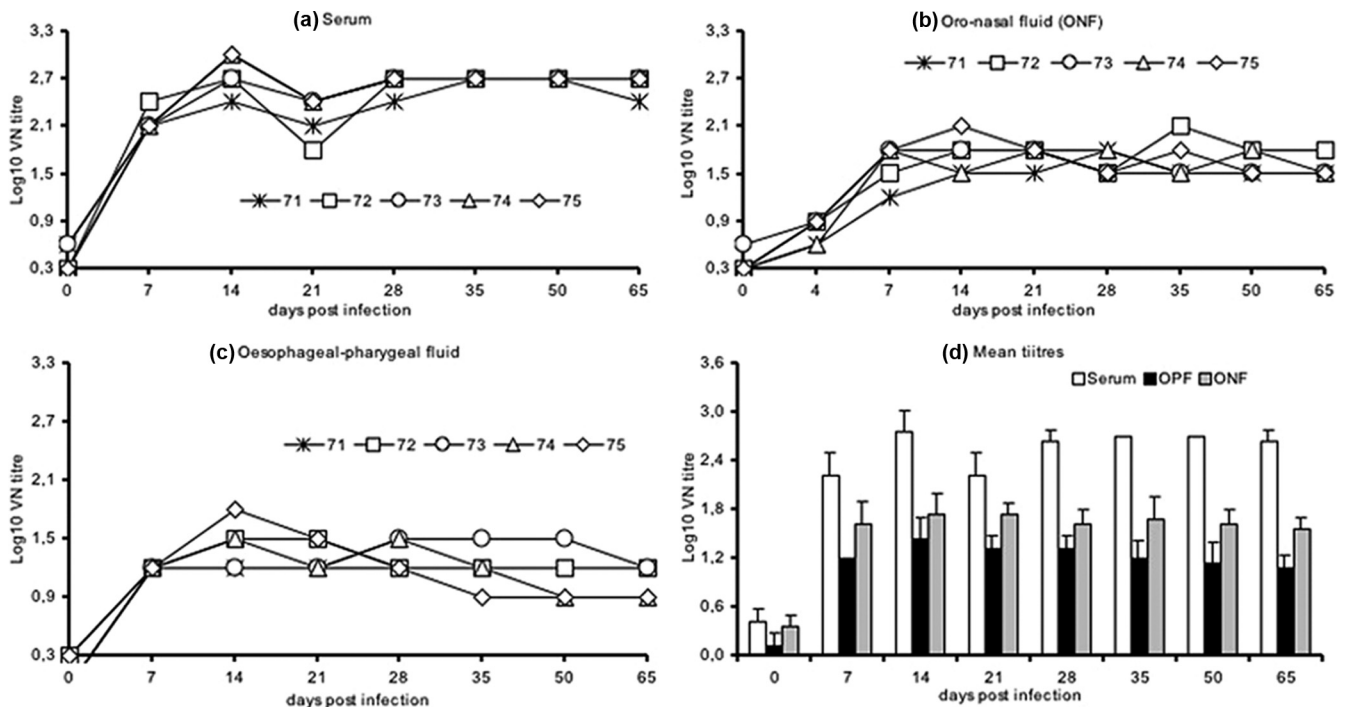 (a) Serum
Log10 VN titre
3,3
2,7
2,1
1,5
0,9
0,3
71 72 73 74 75
0 7 14 21 28 35 50 65
days post infection
(b) Oro-nasal fluid (ONF)
Log10 VN titre
3,3
2,7
2,1
1,5
0,9
0,3
71 72 73 74 75
0 4 7 14 21 28 35 50 65
days post infection
(c) Oesophageal-pharygeal fluid
Log10 VN titre
3,3
2,7
2,1
1,5
0,9
0,3
71 72 73 74 75
0 7 14 21 28 35 50 65
days post infection
(d) Mean tiitres
Log10 VN titre
3,6
3,0
2,4
1,8
1,2
0,6
0,0
Serum OPF ONF
0 7 14 21 28 35 50 65
days post infection